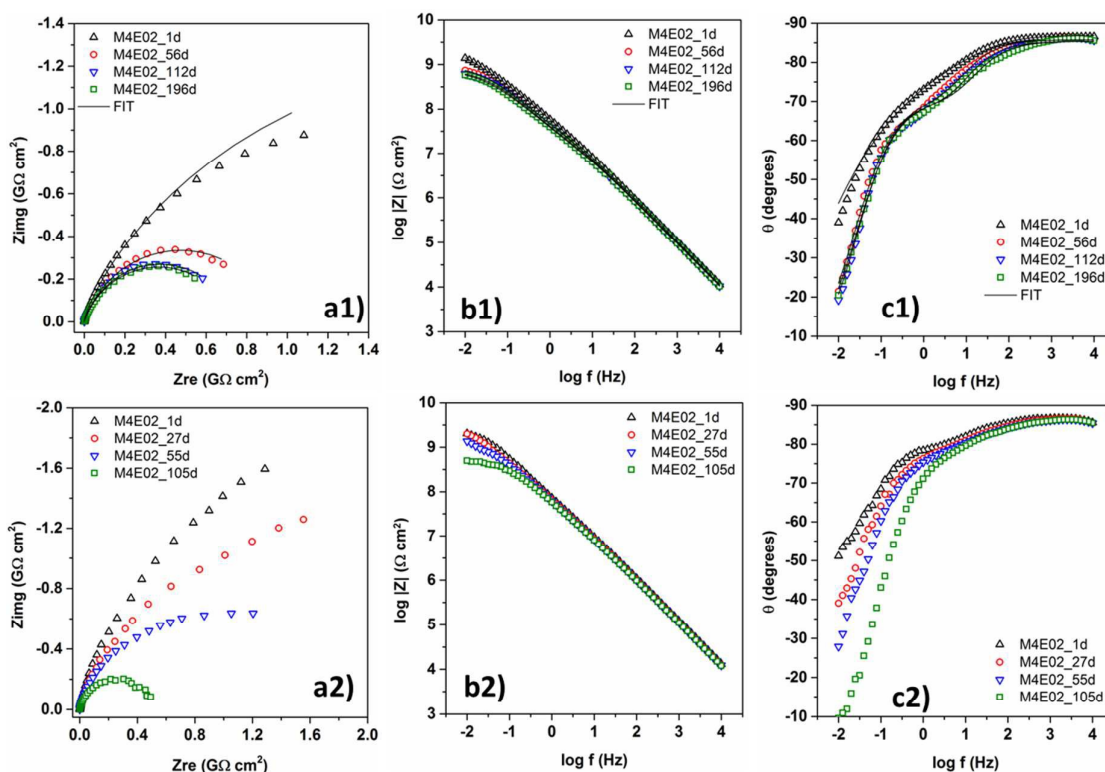 -1.4
-1.2
-1.0
-0.8
-0.6
-0.4
-0.2
0.0
Zimg (GΩ cm²)
M4E02_1d
M4E02_56d
M4E02_112d
M4E02_196d
FIT
a1)
0.0 0.2 0.4 0.6 0.8 1.0 1.2 1.4
Zre (GΩ cm²)
10
9
8
7
6
5
4
3
log |Z| (Ω cm²)
M4E02_1d
M4E02_56d
M4E02_112d
M4E02_196d
FIT
b1)
-2 -1 0 1 2 3 4
log f (Hz)
-90
-80
-70
-60
-50
-40
-30
-20
-10
θ (degrees)
M4E02_1d
M4E02_56d
M4E02_112d
M4E02_196d
FIT
c1)
-2 -1 0 1 2 3 4
log f (Hz)
-2.0
-1.6
-1.2
-0.8
-0.4
0.0
Zimg (GΩ cm²)
M4E02_1d
M4E02_27d
M4E02_55d
M4E02_105d
a2)
0.0 0.4 0.8 1.2 1.6 2.0
Zre (GΩ cm²)
10
9
8
7
6
5
4
3
log |Z| (Ω cm²)
M4E02_1d
M4E02_27d
M4E02_55d
M4E02_105d
b2)
-2 -1 0 1 2 3 4
log f (Hz)
-90
-80
-70
-60
-50
-40
-30
-20
-10
θ (degrees)
M4E02_1d
M4E02_27d
M4E02_55d
M4E02_105d
c2)
-2 -1 0 1 2 3 4
log f (Hz)